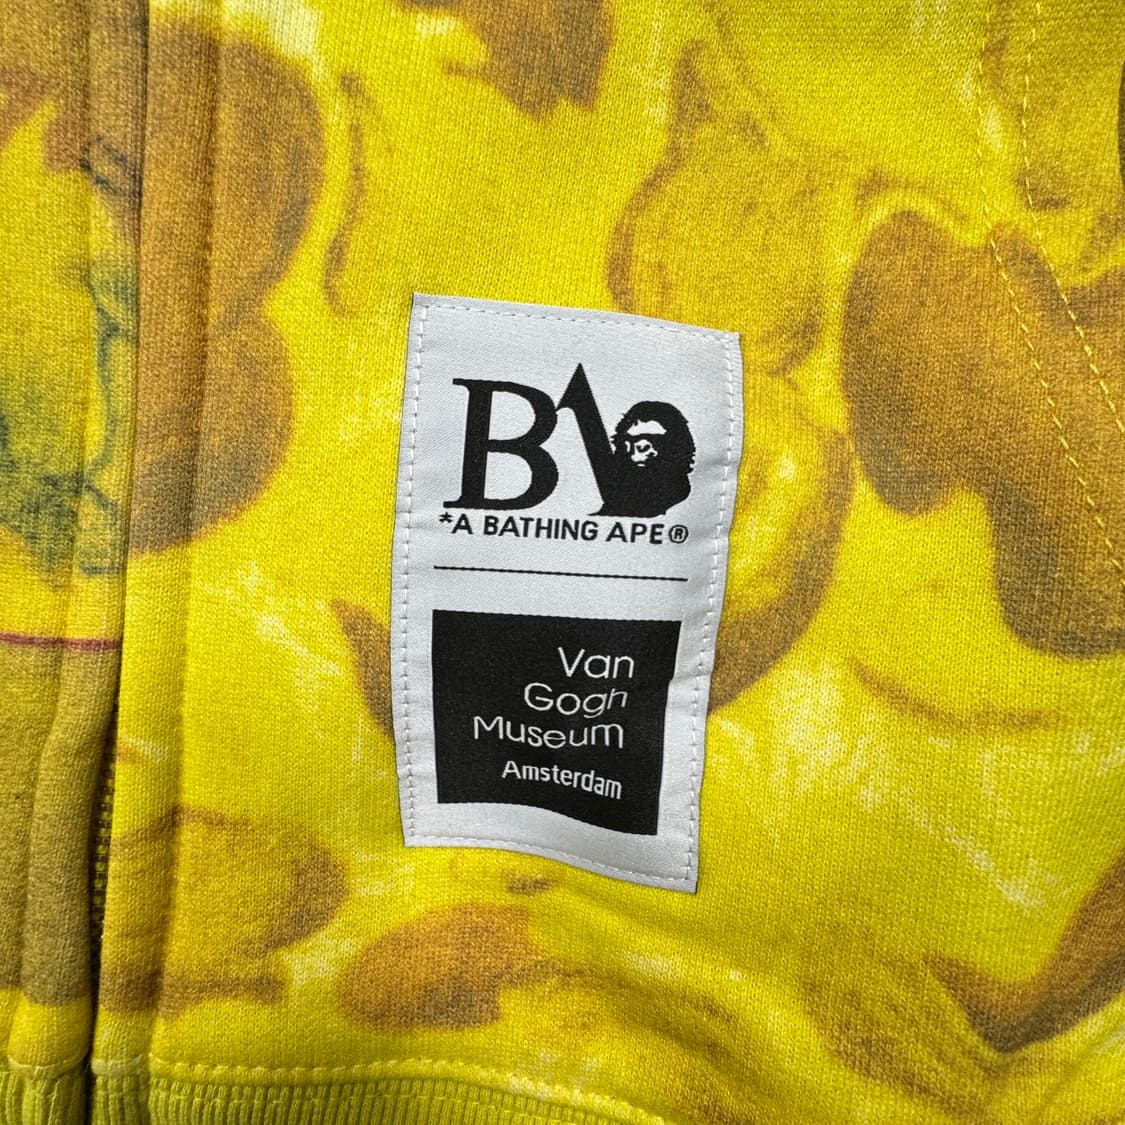 BA
*A BATHING APE®
Van
Gogh
Museum
Amsterdam